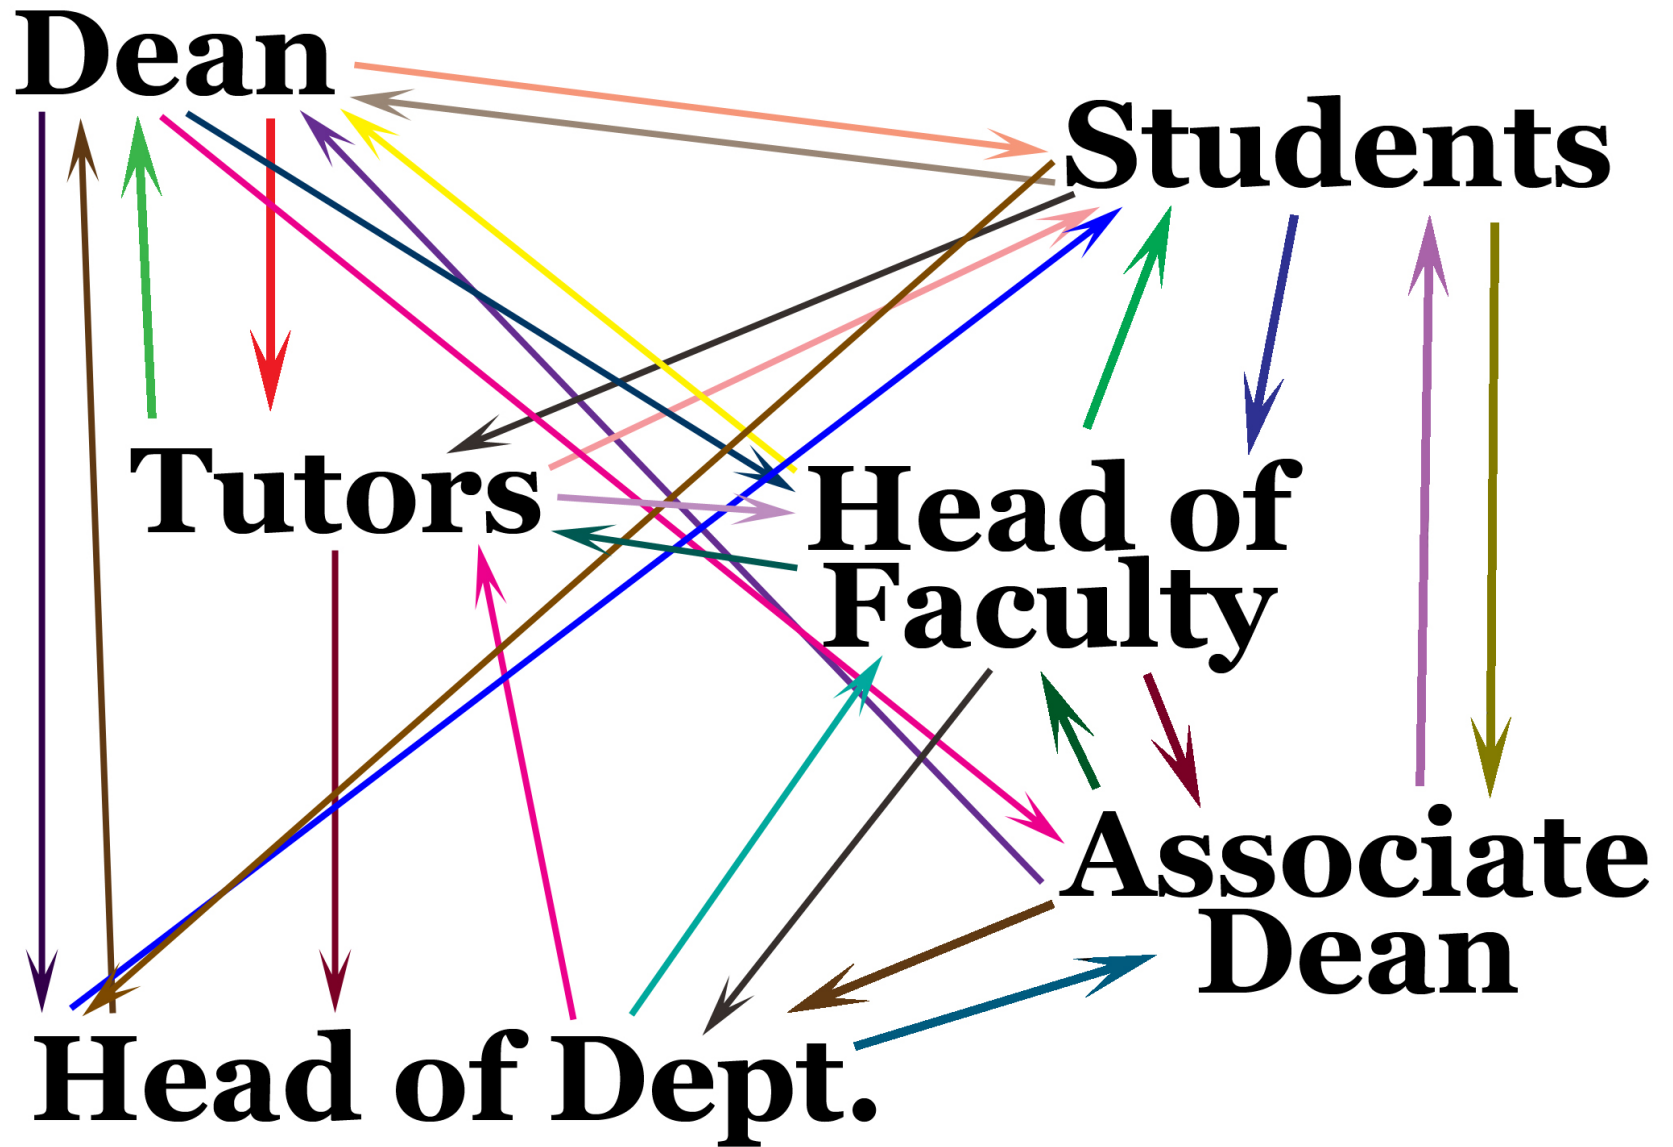 Dean
Students
Tutors
Head of
Faculty
Associate
Dean
Head of Dept.